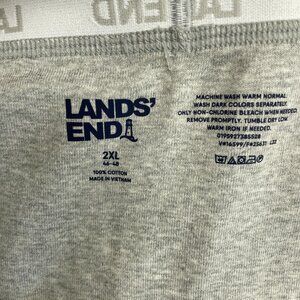 LANDS' END
LANDS'
END
2XL
46-48
100% COTTON
MADE IN VIETNAM
MACHINE WASH WARM NORMAL
WASH DARK COLORS SEPARATELY.
ONLY NON-CHLORINE BLEACH WHEN NEEDED
REMOVE PROMPTLY. TUMBLE DRY LOW.
WARM IRON IF NEEDED.